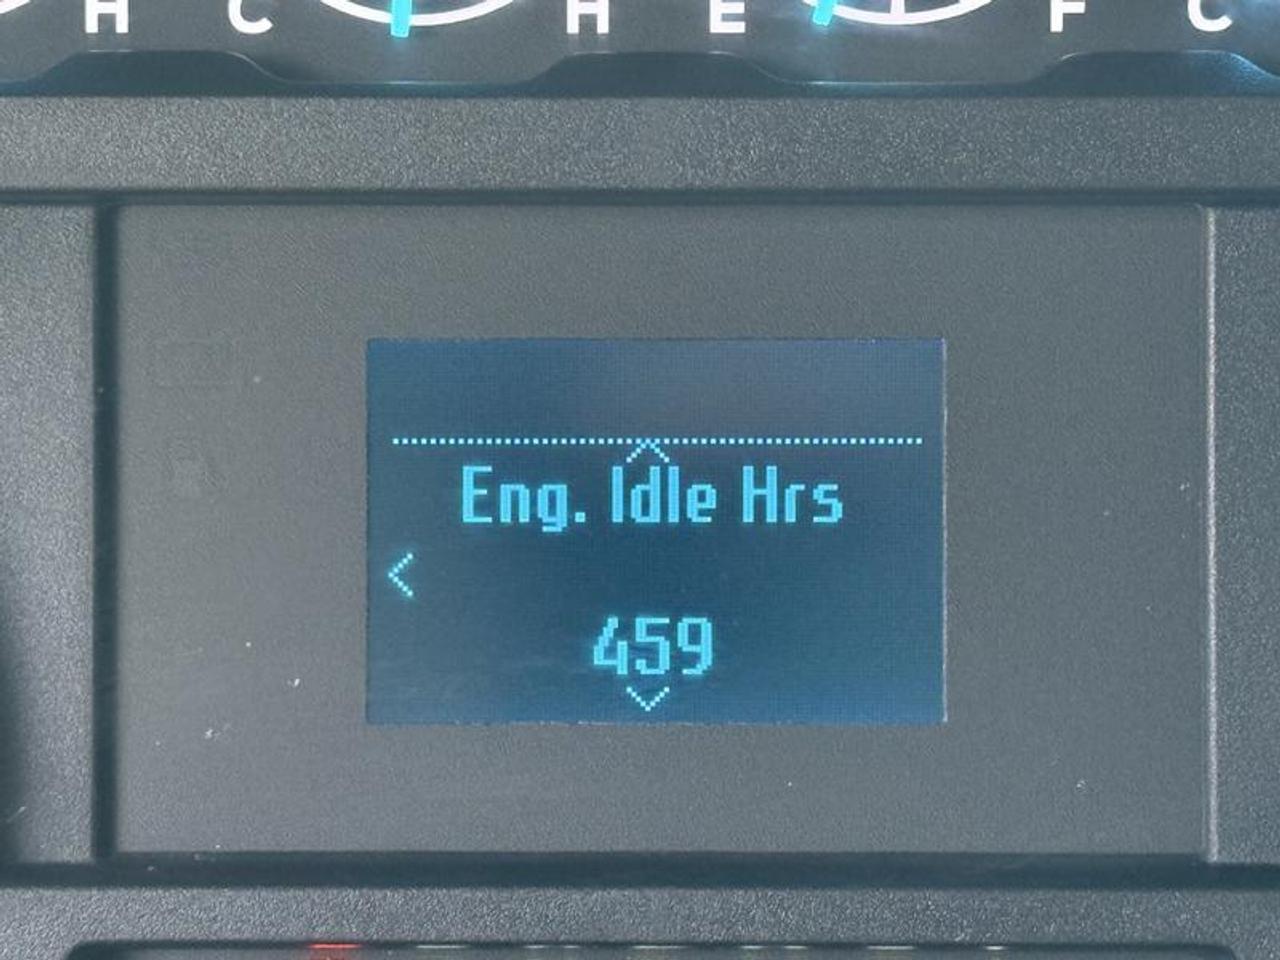 H C H E F C
Eng. Idle Hrs
459